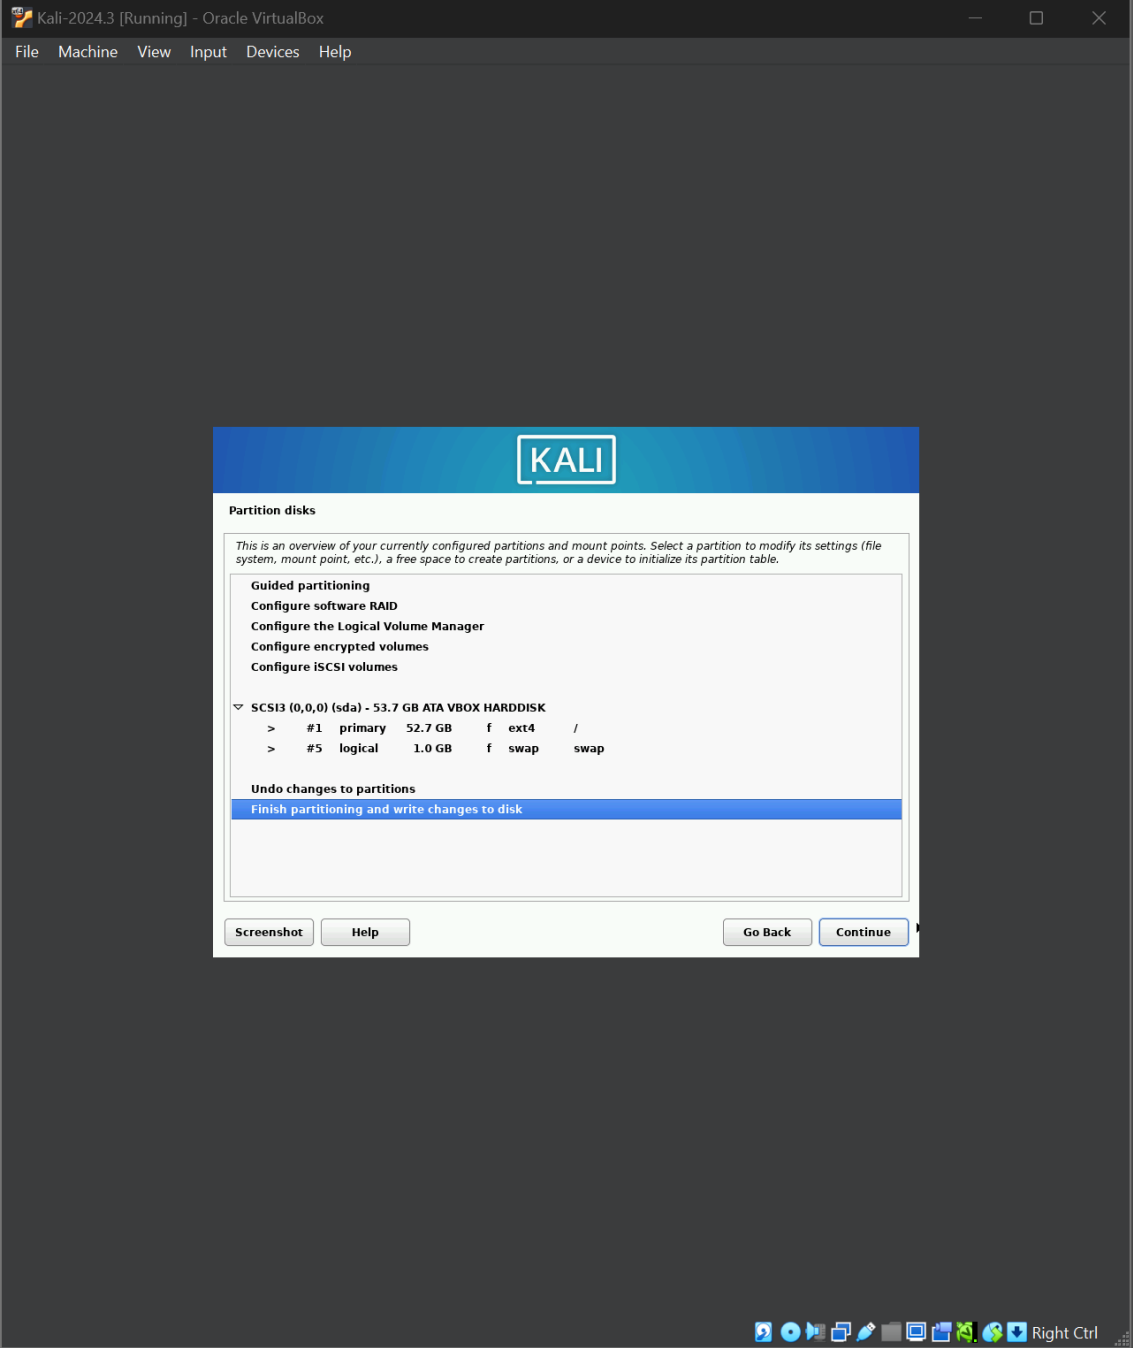 Kali-2024.3 [Running] - Oracle VirtualBox
File Machine View Input Devices Help
KALI
Partition disks
This is an overview of your currently configured partitions and mount points. Select a partition to modify its settings (file
system, mount point, etc.), a free space to create partitions, or a device to initialize its partition table.
Guided partitioning
Configure software RAID
Configure the Logical Volume Manager
Configure encrypted volumes
Configure iSCSI volumes
SCSI3 (0,0,0) (sda) - 53.7 GB ATA VBOX HARDDISK
> #1 primary 52.7 GB f ext4 /
> #5 logical 1.0 GB f swap swap
Undo changes to partitions
Finish partitioning and write changes to disk
Screenshot Help Go Back Continue
Right Ctrl